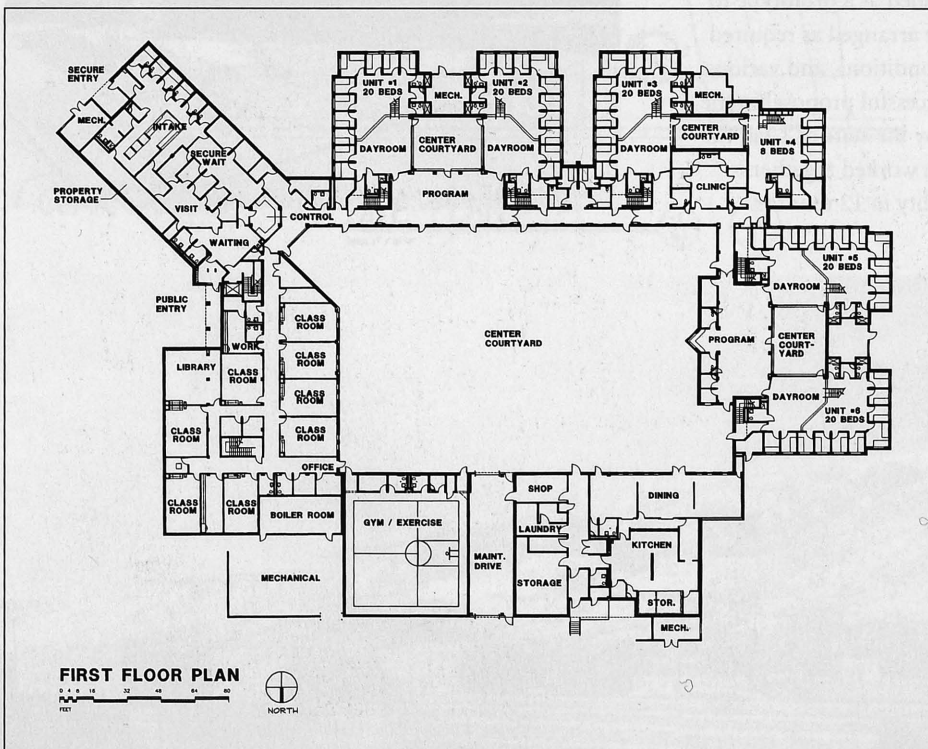 rranged as required
SECURE
ENTRY
MECH.
INTAKE
SECURE
WAIT
PROPERTY
STORAGE
VISIT
WAITING
CONTROL
PUBLIC
ENTRY
UNIT #1
20 BEDS
MECH.
UNIT #2
20 BEDS
DAYROOM
CENTER
COURTYARD
DAYROOM
PROGRAM
UNIT #3
20 BEDS
MECH.
DAYROOM
CENTER
COURTYARD
UNIT #4
8 BEDS
CLINIC
UNIT #5
20 BEDS
DAYROOM
PROGRAM
CENTER
COURT-
YARD
DAYROOM
UNIT #6
20 BEDS
CENTER
COURTYARD
CLASS
ROOM
CLASS
ROOM
CLASS
ROOM
CLASS
ROOM
WORK
LIBRARY
CLASS
ROOM
CLASS
ROOM
OFFICE
CLASS
ROOM
CLASS
ROOM
BOILER ROOM
MECHANICAL
GYM / EXERCISE
MAINT.
DRIVE
SHOP
LAUNDRY
STORAGE
DINING
KITCHEN
STOR.
MECH.
FIRST FLOOR PLAN
0 4 8 16 32 48 64 80
FEET
NORTH